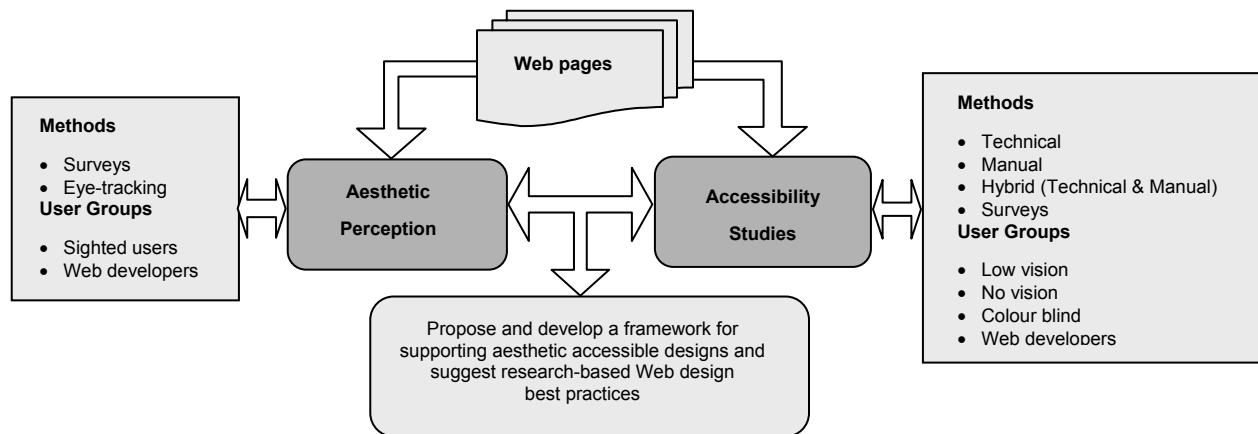 Web pages
Methods
• Surveys
• Eye-tracking
User Groups
• Sighted users
• Web developers
Aesthetic
Perception
Accessibility
Studies
Methods
• Technical
• Manual
• Hybrid (Technical & Manual)
• Surveys
User Groups
• Low vision
• No vision
• Colour blind
• Web developers
Propose and develop a framework for
supporting aesthetic accessible designs and
suggest research-based Web design
best practices